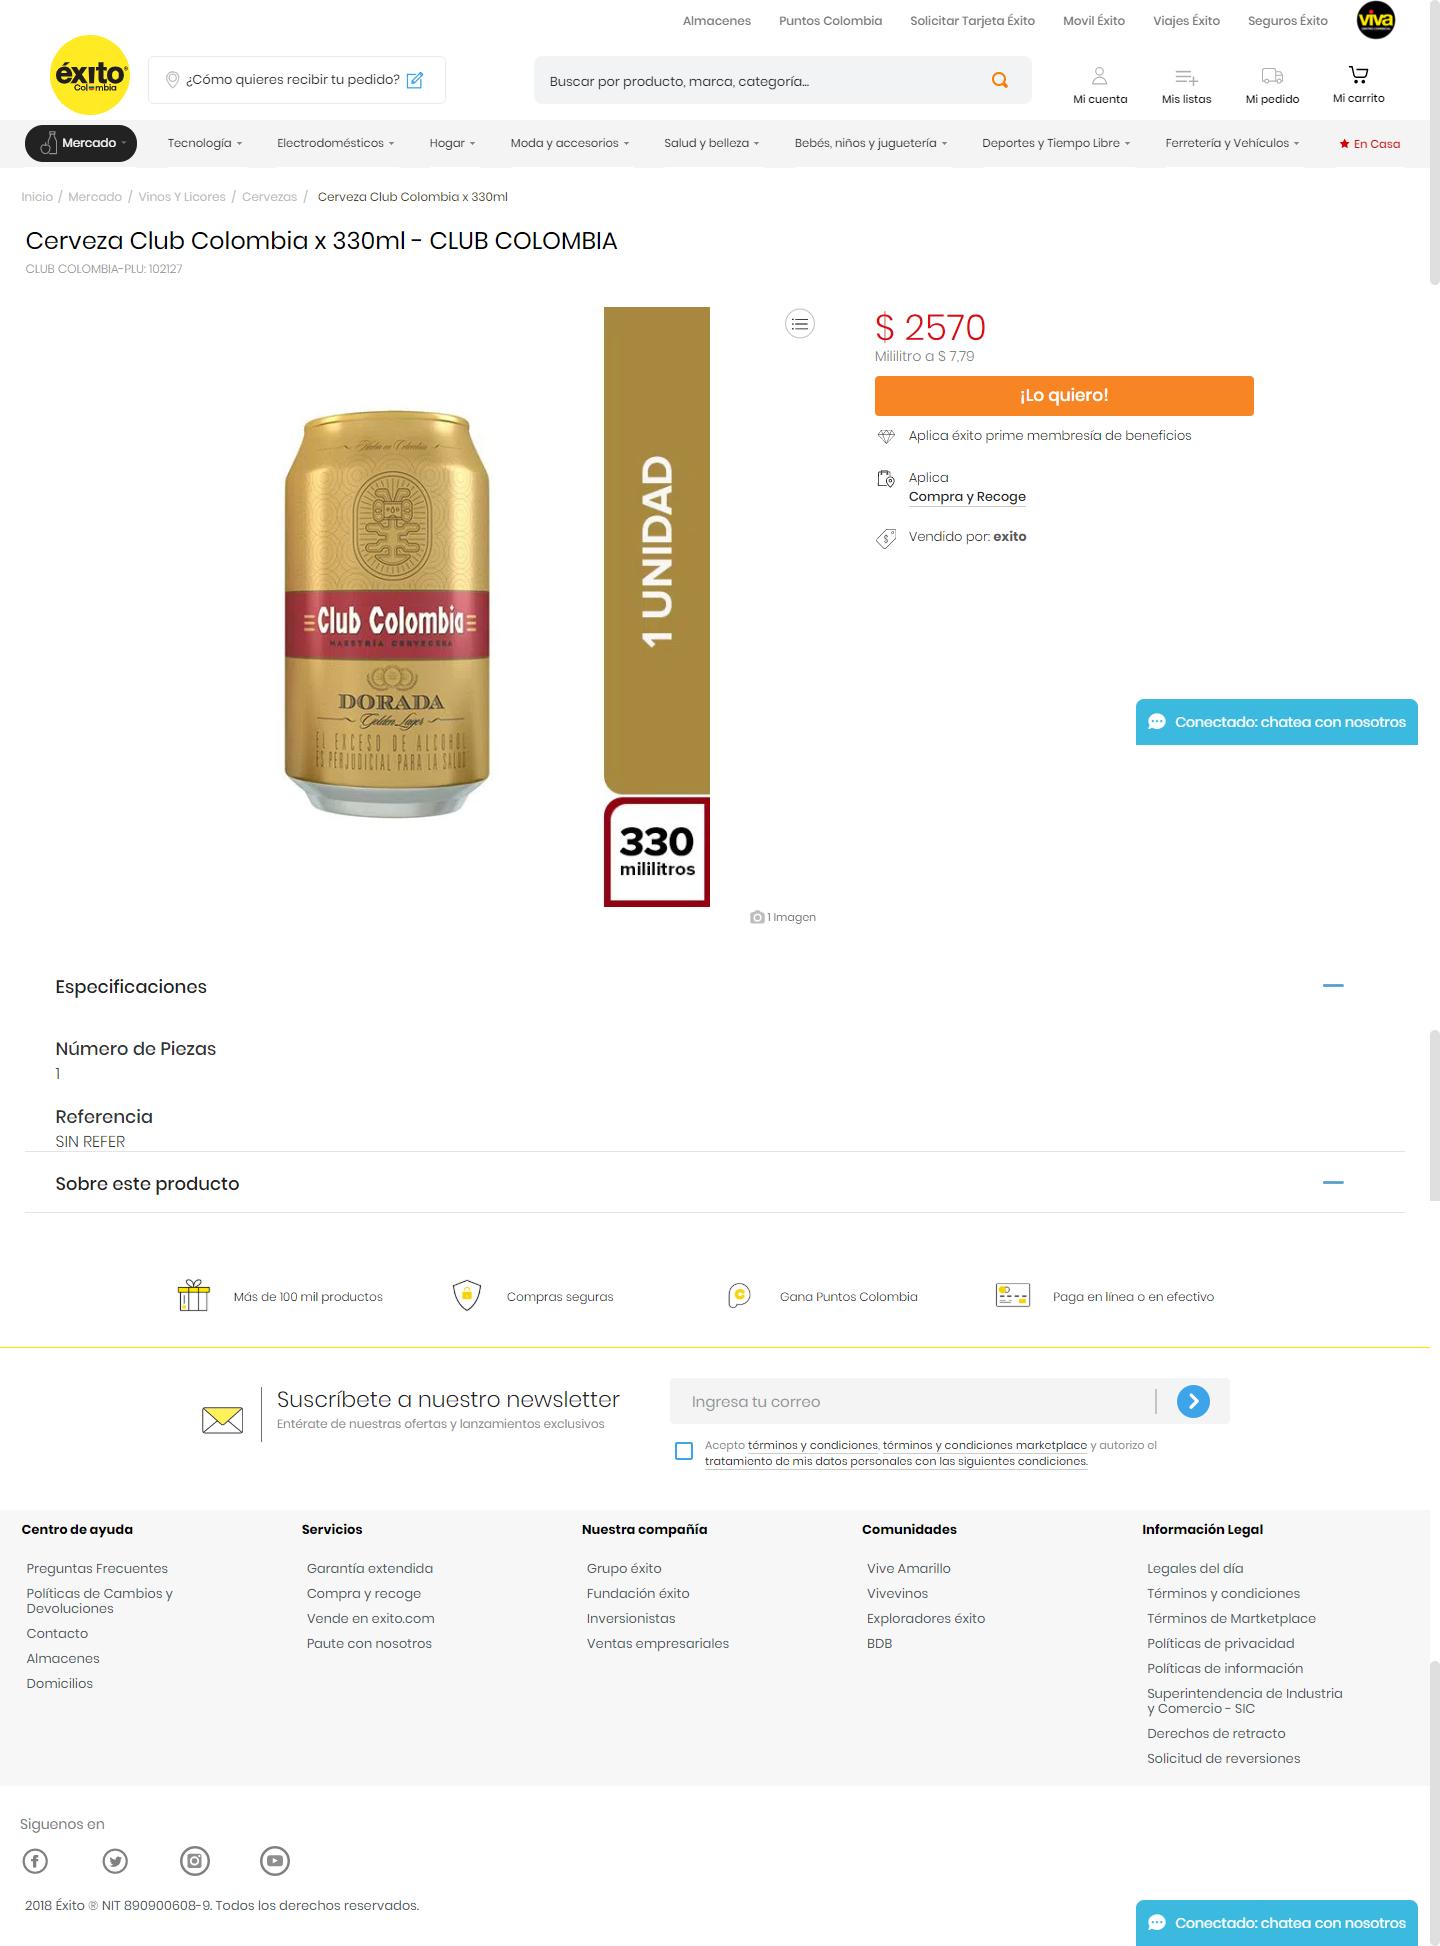 Almacenes Puntos Colombia Solicitar Tarjeta Éxito Movil Éxito Viajes Éxito Seguros Éxito viva
éxito
Colombia
¿Cómo quieres recibir tu pedido?
Buscar por producto, marca, categoría...
Mi cuenta Mis listas Mi pedido Mi carrito
Mercado Tecnología Electrodomésticos Hogar Moda y accesorios Salud y belleza Bebés, niños y juguetería Deportes y Tiempo Libre Ferretería y Vehículos En Casa
Inicio / Mercado / Vinos Y Licores / Cervezas / Cerveza Club Colombia x 330ml
Cerveza Club Colombia x 330ml - CLUB COLOMBIA
CLUB COLOMBIA-PLU: 102127
Hecha en Colombia
Club Colombia
MAESTRÍA CERVECERA
DORADA
Golden Lager
EL EXCESO DE ALCOHOL
ES PERJUDICIAL PARA LA SALUD
1 UNIDAD
330
mililitros
1 Imagen
$ 2570
Mililitro a $ 7,79
¡Lo quiero!
Aplica éxito prime membresía de beneficios
Aplica
Compra y Recoge
Vendido por: exito
Conectado: chatea con nosotros
Especificaciones
Número de Piezas
1
Referencia
SIN REFER
Sobre este producto
Más de 100 mil productos
Compras seguras
Gana Puntos Colombia
Paga en línea o en efectivo
Suscríbete a nuestro newsletter
Entérate de nuestras ofertas y lanzamientos exclusivos
Ingresa tu correo
Acepto términos y condiciones, términos y condiciones marketplace y autorizo el
tratamiento de mis datos personales con las siguientes condiciones.
Centro de ayuda
Preguntas Frecuentes
Políticas de Cambios y
Devoluciones
Contacto
Almacenes
Domicilios
Servicios
Garantía extendida
Compra y recoge
Vende en exito.com
Paute con nosotros
Nuestra compañía
Grupo éxito
Fundación éxito
Inversionistas
Ventas empresariales
Comunidades
Vive Amarillo
Vivevinos
Exploradores éxito
BDB
Información Legal
Legales del día
Términos y condiciones
Términos de Martketplace
Políticas de privacidad
Políticas de información
Superintendencia de Industria
y Comercio - SIC
Derechos de retracto
Solicitud de reversiones
Siguenos en
2018 Éxito ® NIT 890900608-9. Todos los derechos reservados.
Conectado: chatea con nosotros